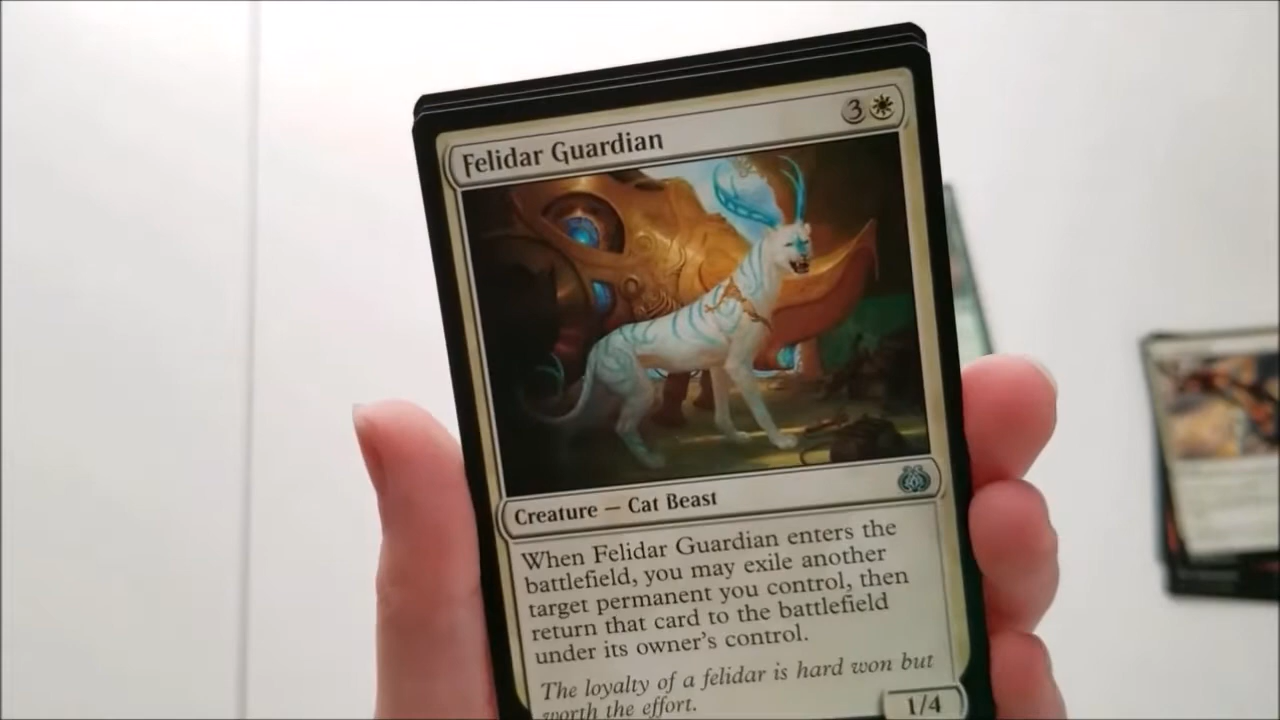 Felidar Guardian 3
Creature — Cat Beast
When Felidar Guardian enters the
battlefield, you may exile another
target permanent you control, then
return that card to the battlefield
under its owner's control.
The loyalty of a felidar is hard won but
worth the effort.
1/4